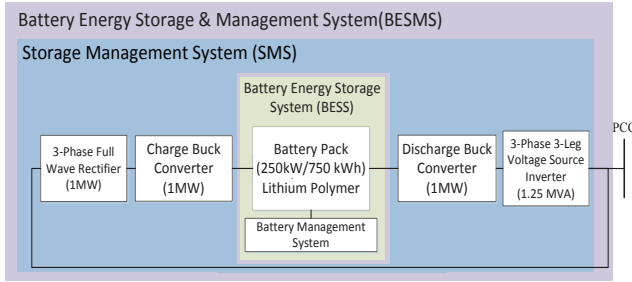 Battery Energy Storage & Management System(BESMS)
Storage Management System (SMS)
Battery Energy Storage
System (BESS)
3-Phase Full
Wave Rectifier
(1MW)
Charge Buck
Converter
(1MW)
Battery Pack
(250kW/750 kWh)
Lithium Polymer
Battery Management
System
Discharge Buck
Converter
(1MW)
3-Phase 3-Leg
Voltage Source
Inverter
(1.25 MVA)
PCC